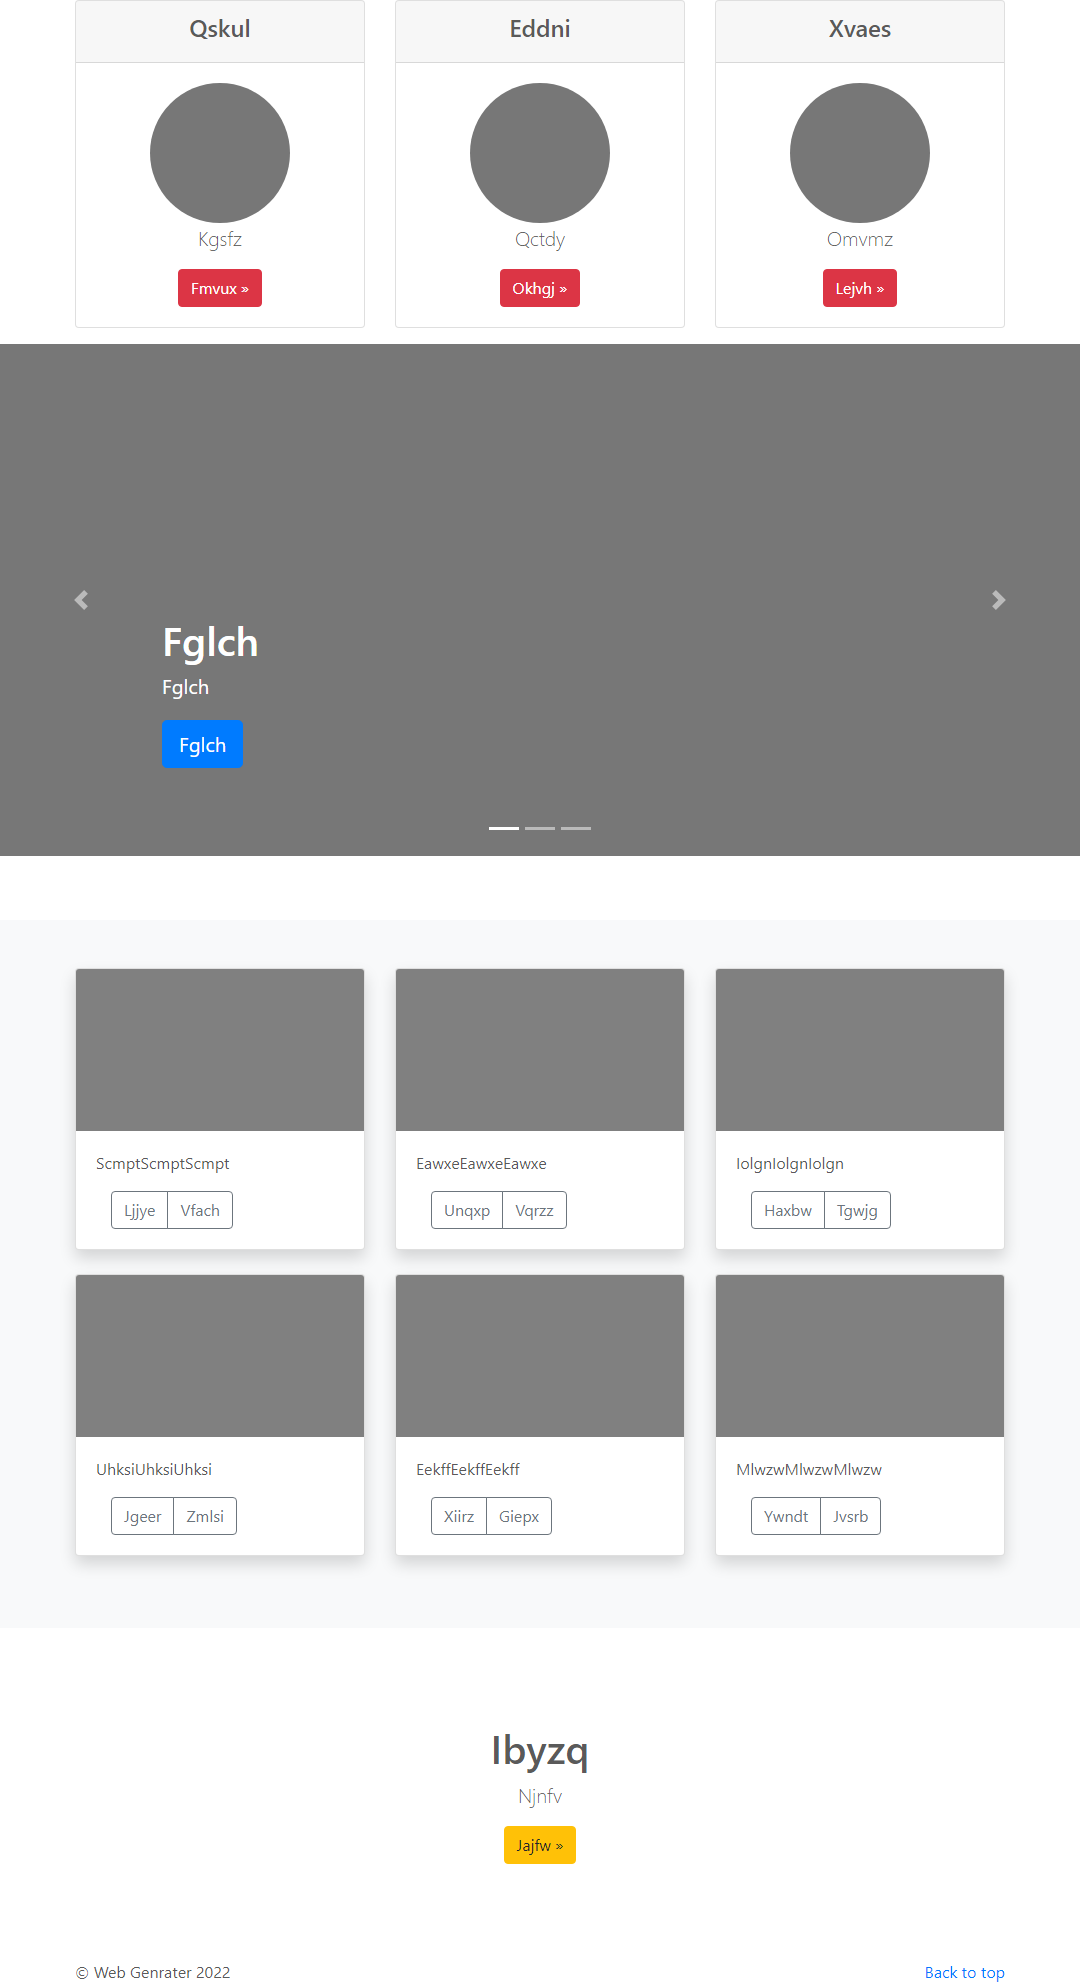 Qskul
Eddni
Xvaes
Kgsfz
Qctdy
Omvmz
Fmvux »
Okhgj »
Lejvh »
Fglch
Fglch
Fglch
ScmptScmptScmpt
EawxeEawxeEawxe
IolgnIolgnIolgn
Ljjye Vfach
Unqxp Vqrzz
Haxbw Tgwjg
UhksiUhksiUhksi
EekffEekffEekff
MlwzwMlwzwMlwzw
Jgeer Zmlsi
Xiirz Giepx
Ywndt Jvsrb
Ibyzq
Njnfv
Jajfw »
© Web Genrater 2022
Back to top